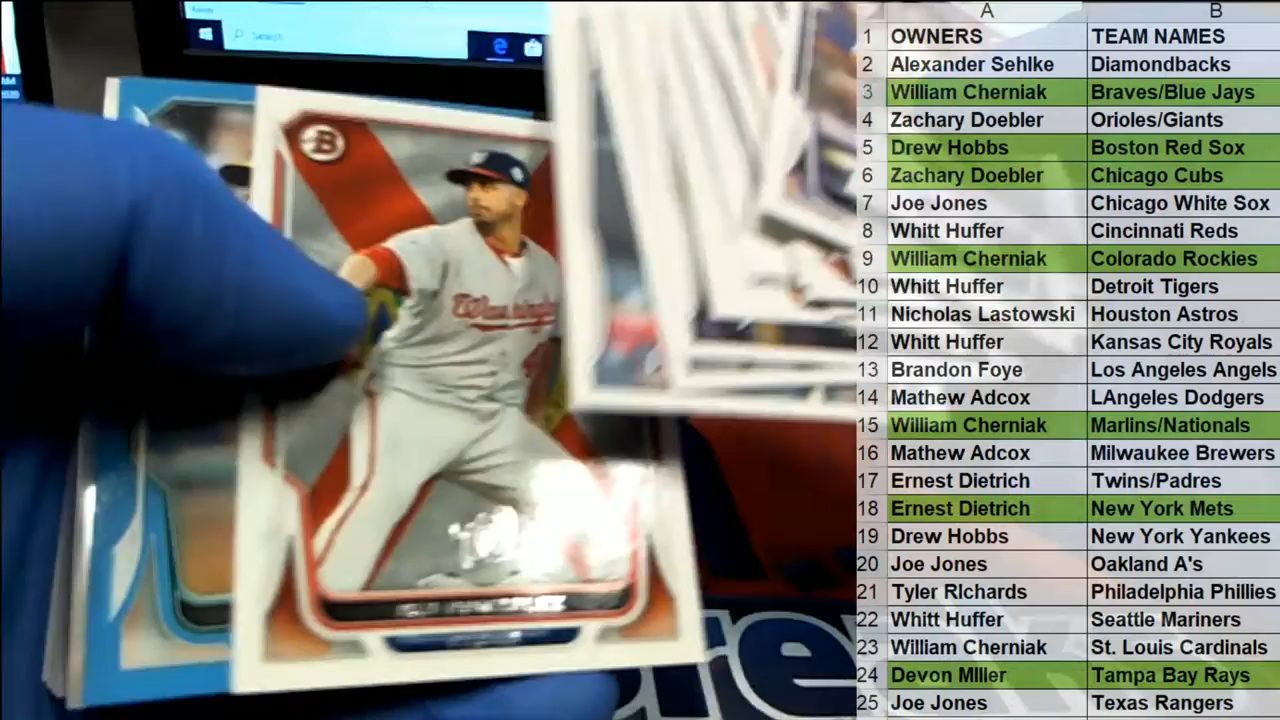 Search
B
Washing
A B
1 OWNERS TEAM NAMES
2 Alexander Sehlke Diamondbacks
3 William Cherniak Braves/Blue Jays
4 Zachary Doebler Orioles/Giants
5 Drew Hobbs Boston Red Sox
6 Zachary Doebler Chicago Cubs
7 Joe Jones Chicago White Sox
8 Whitt Huffer Cincinnati Reds
9 William Cherniak Colorado Rockies
10 Whitt Huffer Detroit Tigers
11 Nicholas Lastowski Houston Astros
12 Whitt Huffer Kansas City Royals
13 Brandon Foye Los Angeles Angels
14 Mathew Adcox LAngeles Dodgers
15 William Cherniak Marlins/Nationals
16 Mathew Adcox Milwaukee Brewers
17 Ernest Dietrich Twins/Padres
18 Ernest Dietrich New York Mets
19 Drew Hobbs New York Yankees
20 Joe Jones Oakland A's
21 Tyler RIchards Philadelphia Phillies
22 Whitt Huffer Seattle Mariners
23 William Cherniak St. Louis Cardinals
24 Devon MIller Tampa Bay Rays
25 Joe Jones Texas Rangers